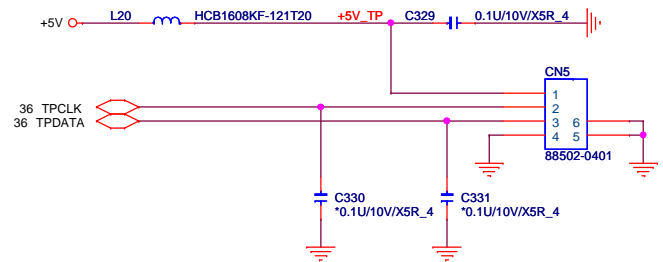 +5V L20 HCB1608KF-121T20 +5V_TP C329 0.1U/10V/X5R_4
CN5
1
36 TPCLK 2
36 TPDATA 3 6
4 5
88502-0401
C330 C331
*0.1U/10V/X5R_4 *0.1U/10V/X5R_4